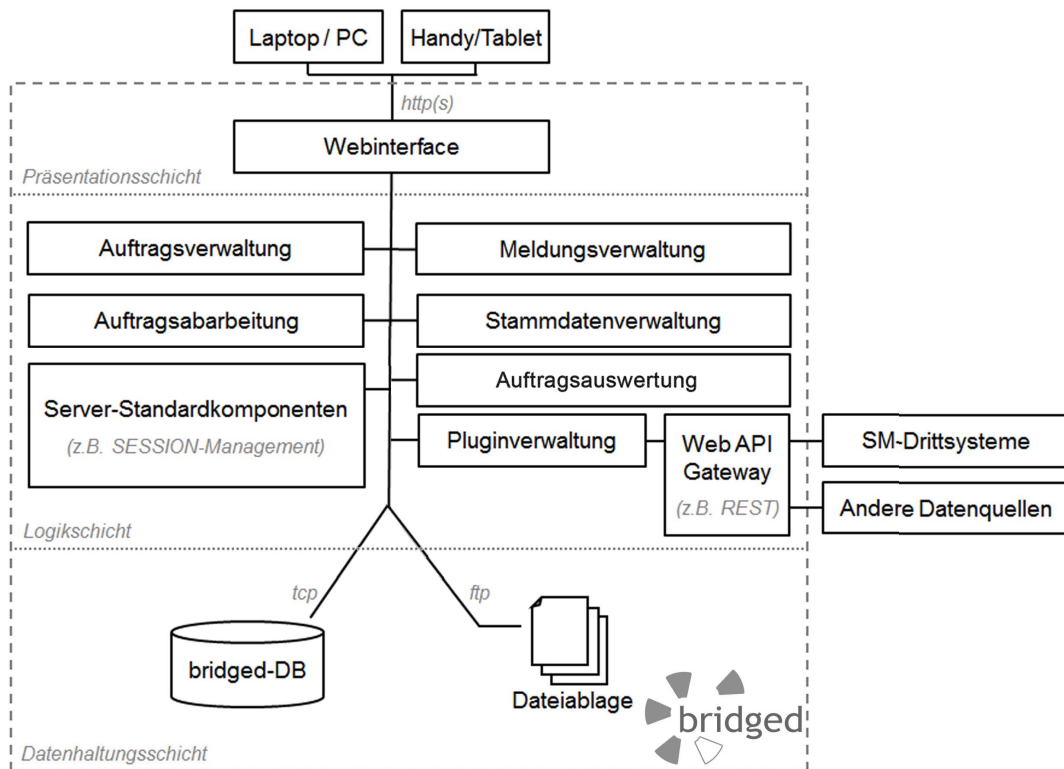 Laptop / PC
Handy/Tablet
http(s)
Webinterface
Präsentationsschicht
Auftragsverwaltung
Meldungsverwaltung
Auftragsabarbeitung
Stammdatenverwaltung
Auftragsauswertung
Server-Standardkomponenten
(z.B. SESSION-Management)
Pluginverwaltung
Web API
Gateway
(z.B. REST)
SM-Drittsysteme
Andere Datenquellen
Logikschicht
tcp
ftp
bridged-DB
Dateiablage
bridged
Datenhaltungsschicht